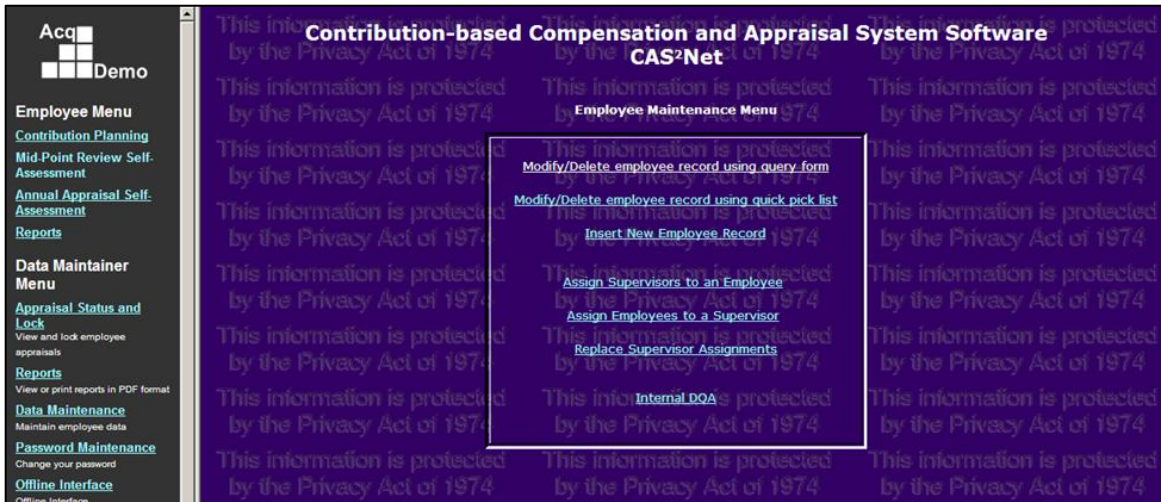 Acq
Demo
Employee Menu
Contribution Planning
Mid-Point Review Self-
Assessment
Annual Appraisal Self-
Assessment
Reports
Data Maintainer
Menu
Appraisal Status and
Lock
View and lock employee
appraisals
Reports
View or print reports in PDF format
Data Maintenance
Maintain employee data
Password Maintenance
Change your password
Offline Interface
Offline Interface
Contribution-based Compensation and Appraisal System Software
CAS²Net
Employee Maintenance Menu
Modify/Delete employee record using query form
Modify/Delete employee record using quick pick list
Insert New Employee Record
Assign Supervisors to an Employee
Assign Employees to a Supervisor
Replace Supervisor Assignments
Internal DQA
This information is protected
by the Privacy Act of 1974